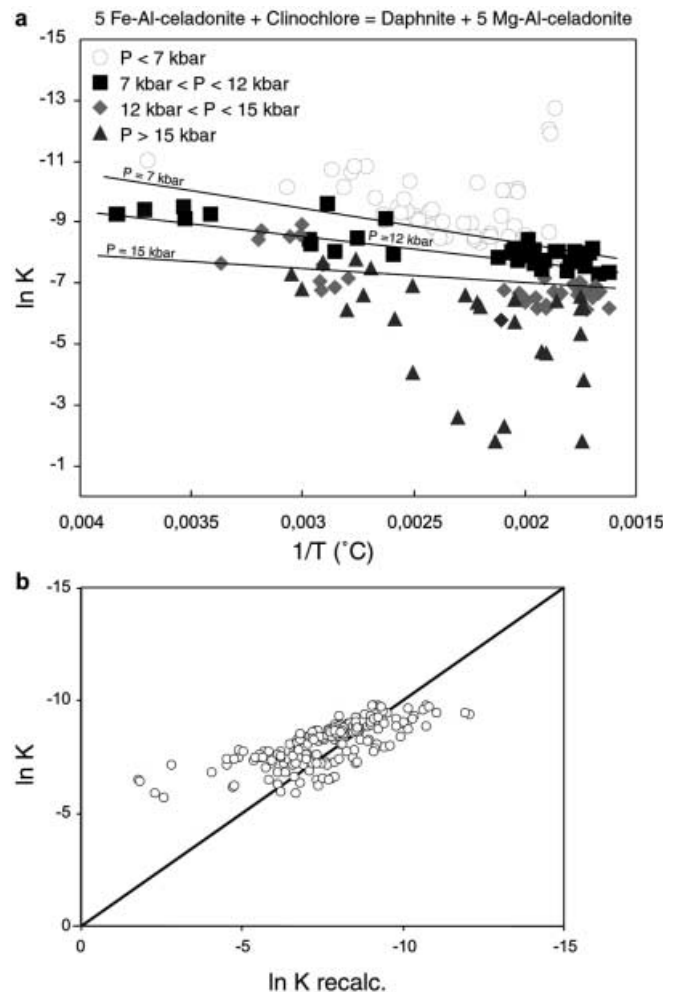 5 Fe-Al-celadonite + Clinochlore = Daphnite + 5 Mg-Al-celadonite
a
-15
P < 7 kbar
-13
7 kbar < P < 12 kbar
12 kbar < P < 15 kbar
P > 15 kbar
-11
P = 7 kbar
-9
P =12 kbar
P = 15 kbar
-7
ln K
-5
-3
-1
0,004 0,0035 0,003 0,0025 0,002 0,0015
1/T (˚C)
b
-15
-10
ln K
-5
0
0 -5 -10 -15
ln K recalc.